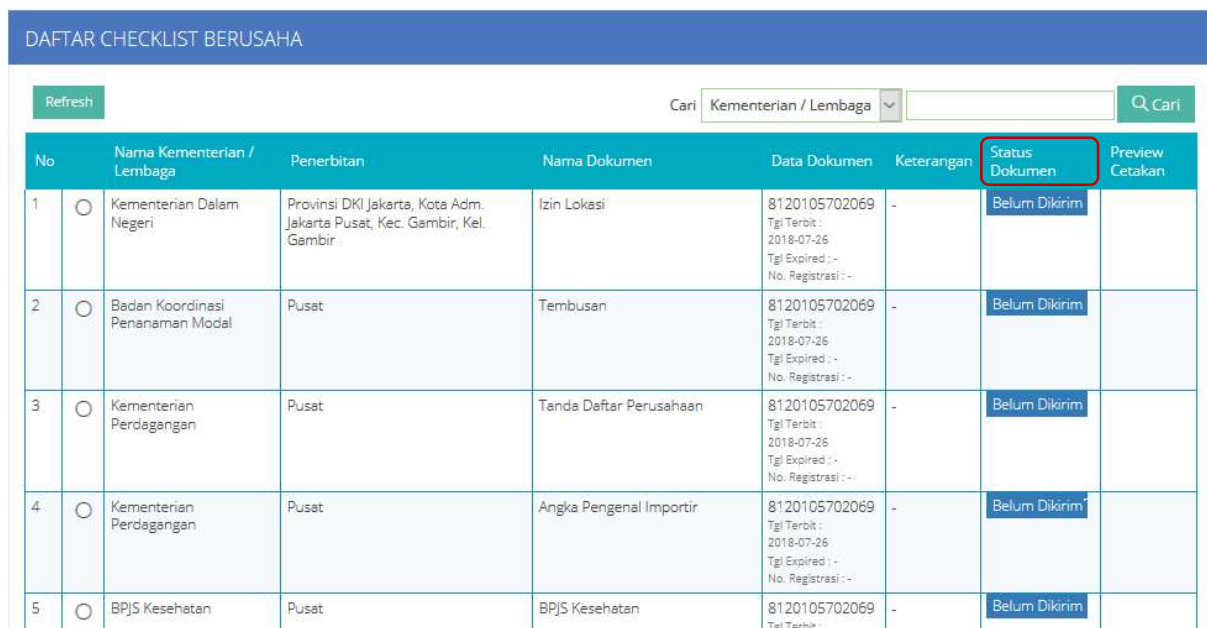 DAFTAR CHECKLIST BERUSAHA
Refresh
Cari Kementerian / Lembaga Cari
No Nama Kementerian / Lembaga Penerbitan Nama Dokumen Data Dokumen Keterangan Status Dokumen Preview Cetakan
1 Kementerian Dalam Negeri
Provinsi DKI Jakarta, Kota Adm.
Jakarta Pusat, Kec. Gambir, Kel.
Gambir
Izin Lokasi
8120105702069
Tgl Terbit :
2018-07-26
Tgl Expired : -
No. Registrasi : -
-
Belum Dikirim
2 Badan Koordinasi
Penanaman Modal
Pusat
Tembusan
8120105702069
Tgl Terbit :
2018-07-26
Tgl Expired : -
No. Registrasi : -
-
Belum Dikirim
3 Kementerian
Perdagangan
Pusat
Tanda Daftar Perusahaan
8120105702069
Tgl Terbit :
2018-07-26
Tgl Expired : -
No. Registrasi : -
-
Belum Dikirim
4 Kementerian
Perdagangan
Pusat
Angka Pengenal Importir
8120105702069
Tgl Terbit :
2018-07-26
Tgl Expired : -
No. Registrasi : -
-
Belum Dikirim
5 BPJS Kesehatan
Pusat
BPJS Kesehatan
8120105702069
Tgl Terbit :
-
Belum Dikirim